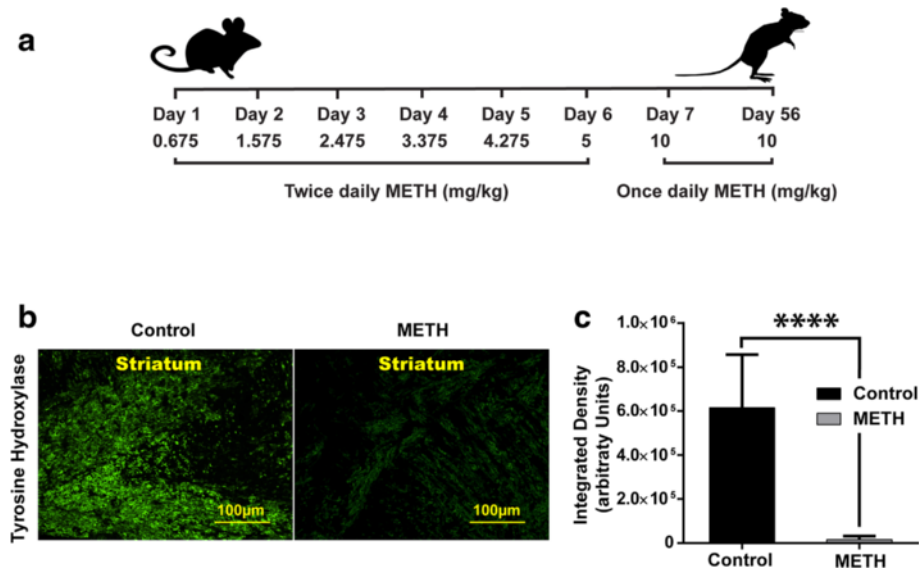 a
Day 1 Day 2 Day 3 Day 4 Day 5 Day 6 Day 7 Day 56
0.675 1.575 2.475 3.375 4.275 5 10 10
Twice daily METH (mg/kg) Once daily METH (mg/kg)
b
Control METH
Tyrosine Hydroxylase
Striatum Striatum
100µm 100µm
c
****
Integrated Density
(arbitraty Units)
1.0×10⁶
8.0×10⁵
6.0×10⁵
4.0×10⁵
2.0×10⁵
0
Control
METH
Control METH